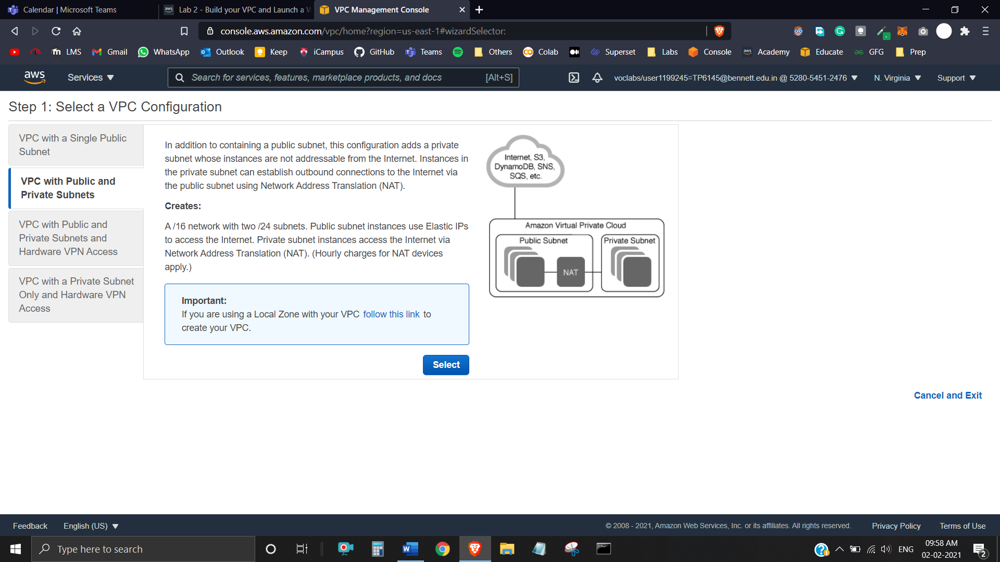 Calendar | Microsoft Teams
aws Lab 2 - Build your VPC and Launch a W
VPC Management Console
console.aws.amazon.com/vpc/home?region=us-east-1#wizardSelector:
LMS Gmail WhatsApp Outlook Keep iCampus GitHub Teams Others Colab Superset Labs Console aws Academy Educate GFG Prep
aws Services Search for services, features, marketplace products, and docs [Alt+S] voclabs/user1199245=TP6145@bennett.edu.in @ 5280-5451-2476 N. Virginia Support
Step 1: Select a VPC Configuration
VPC with a Single Public
Subnet
VPC with Public and
Private Subnets
VPC with Public and
Private Subnets and
Hardware VPN Access
VPC with a Private Subnet
Only and Hardware VPN
Access
In addition to containing a public subnet, this configuration adds a private
subnet whose instances are not addressable from the Internet. Instances in
the private subnet can establish outbound connections to the Internet via
the public subnet using Network Address Translation (NAT).
Creates:
A /16 network with two /24 subnets. Public subnet instances use Elastic IPs
to access the Internet. Private subnet instances access the Internet via
Network Address Translation (NAT). (Hourly charges for NAT devices
apply.)
Important:
If you are using a Local Zone with your VPC follow this link to
create your VPC.
Select
Internet, S3,
DynamoDB, SNS,
SQS, etc.
Amazon Virtual Private Cloud
Public Subnet
Private Subnet
NAT
Cancel and Exit
Feedback English (US) © 2008 - 2021, Amazon Web Services, Inc. or its affiliates. All rights reserved. Privacy Policy Terms of Use
Type here to search
ENG
09:58 AM
02-02-2021
2